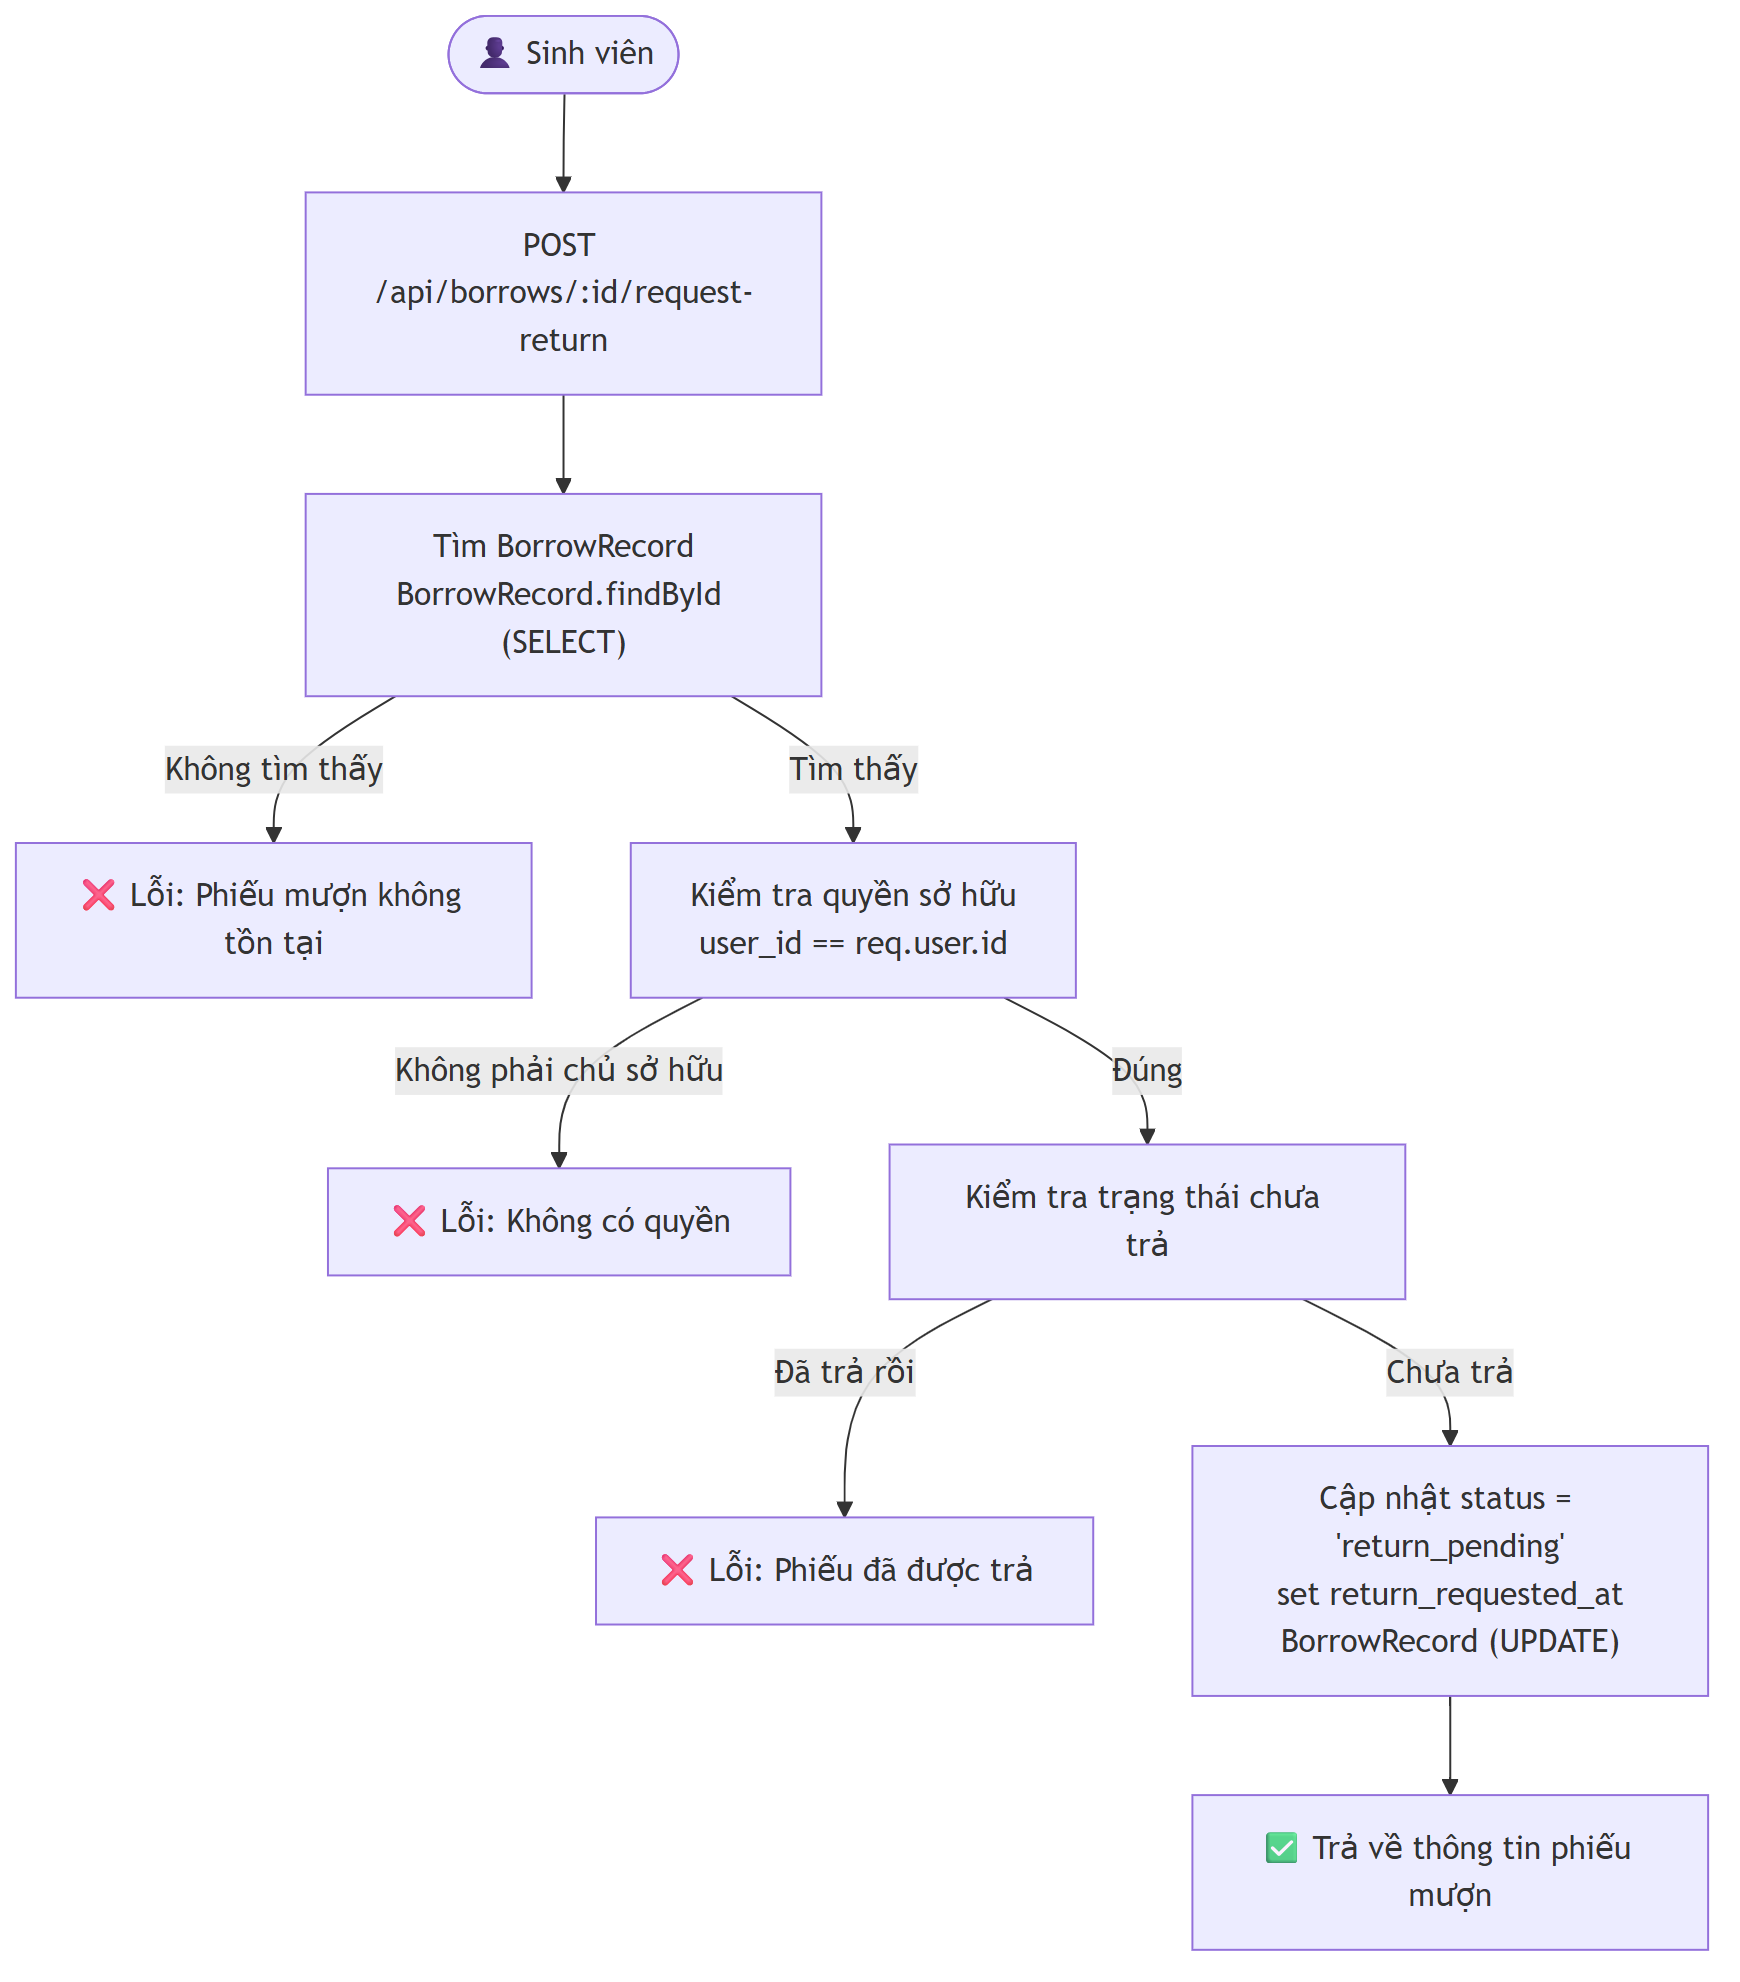 Sinh viên
POST
/api/borrows/:id/request-
return
Tìm BorrowRecord
BorrowRecord.findById
(SELECT)
Không tìm thấy
Tìm thấy
❌ Lỗi: Phiếu mượn không
tồn tại
Kiểm tra quyền sở hữu
user_id == req.user.id
Không phải chủ sở hữu
Đúng
❌ Lỗi: Không có quyền
Kiểm tra trạng thái chưa
trả
Đã trả rồi
Chưa trả
❌ Lỗi: Phiếu đã được trả
Cập nhật status =
'return_pending'
set return_requested_at
BorrowRecord (UPDATE)
✅ Trả về thông tin phiếu
mượn